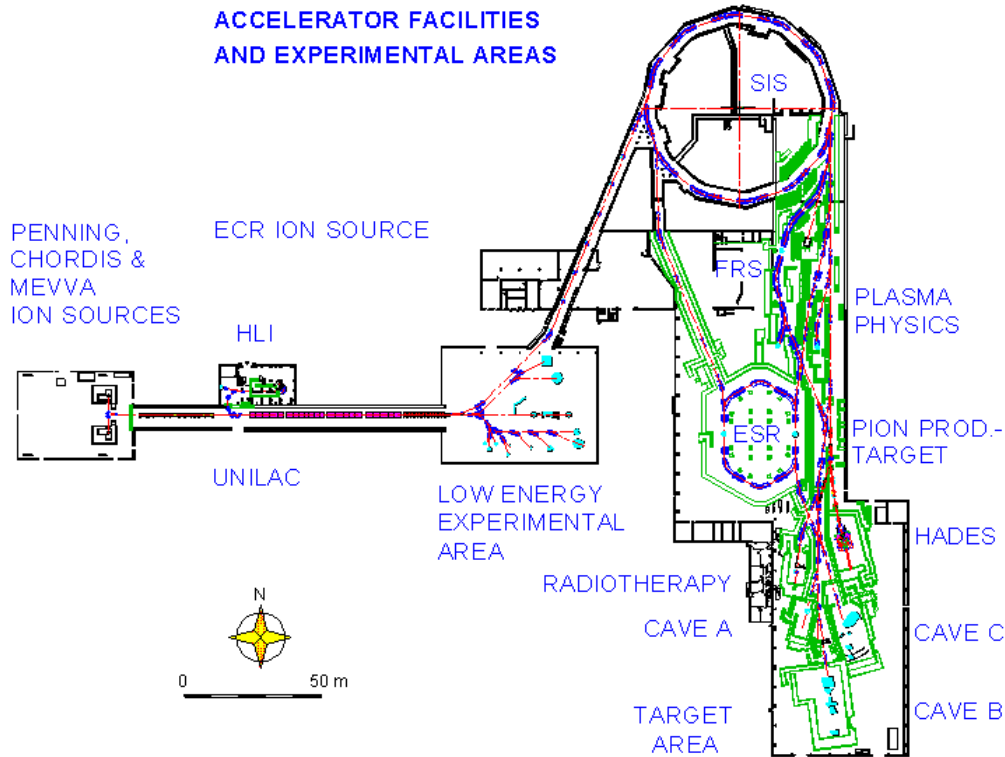 ACCELERATOR FACILITIES
AND EXPERIMENTAL AREAS
SIS
PENNING,
CHORDIS &
MEVVA
ION SOURCES
ECR ION SOURCE
FRS
PLASMA
PHYSICS
HLI
ESR
PION PROD.-
TARGET
UNILAC
LOW ENERGY
EXPERIMENTAL
AREA
HADES
RADIOTHERAPY
CAVE A
CAVE C
N
0 50 m
TARGET
AREA
CAVE B